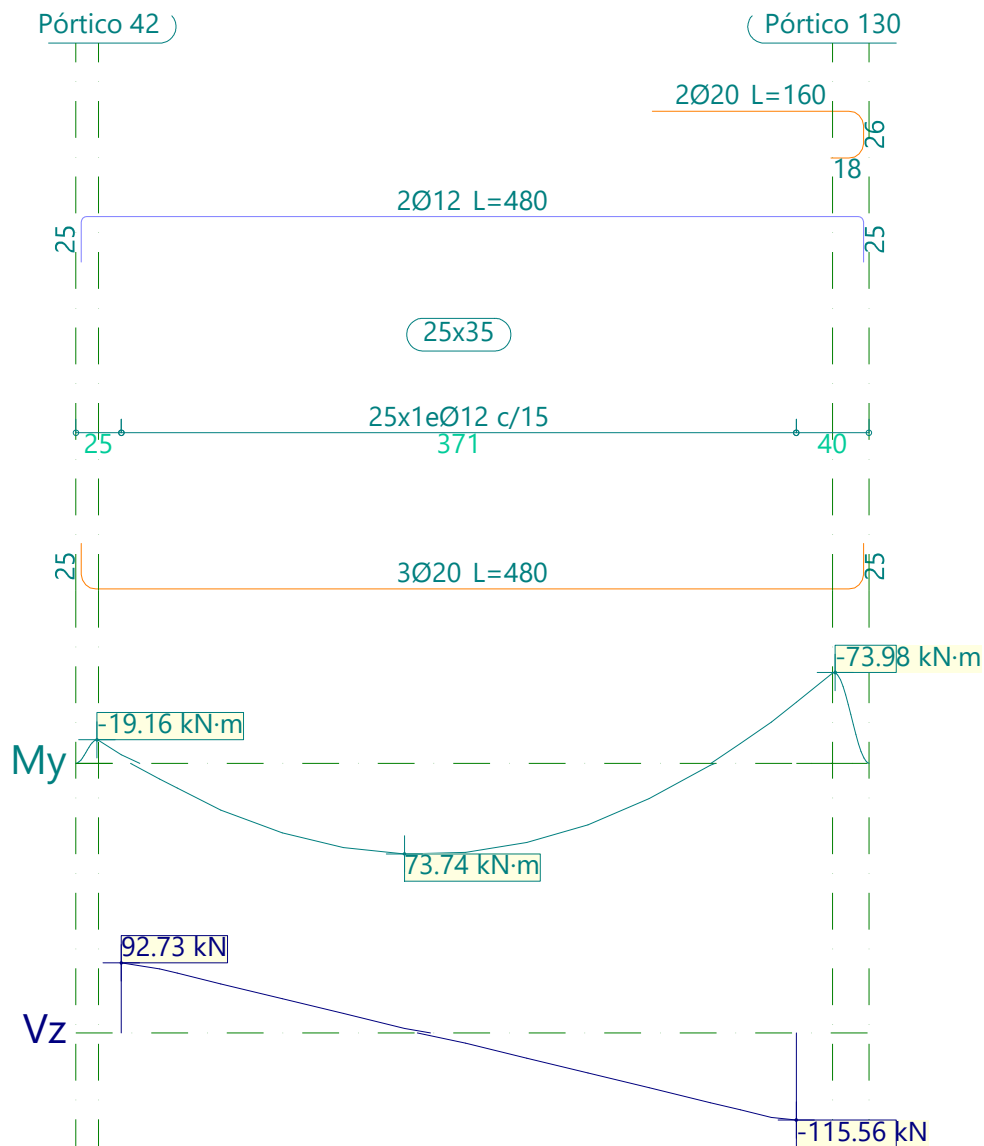 Pórtico 42
Pórtico 130
2Ø20 L=160
26
18
2Ø12 L=480
25
25
25x35
25x1eØ12 c/15
25
371
40
25
3Ø20 L=480
25
-73.98 kN·m
-19.16 kN·m
My
73.74 kN·m
92.73 kN
Vz
-115.56 kN